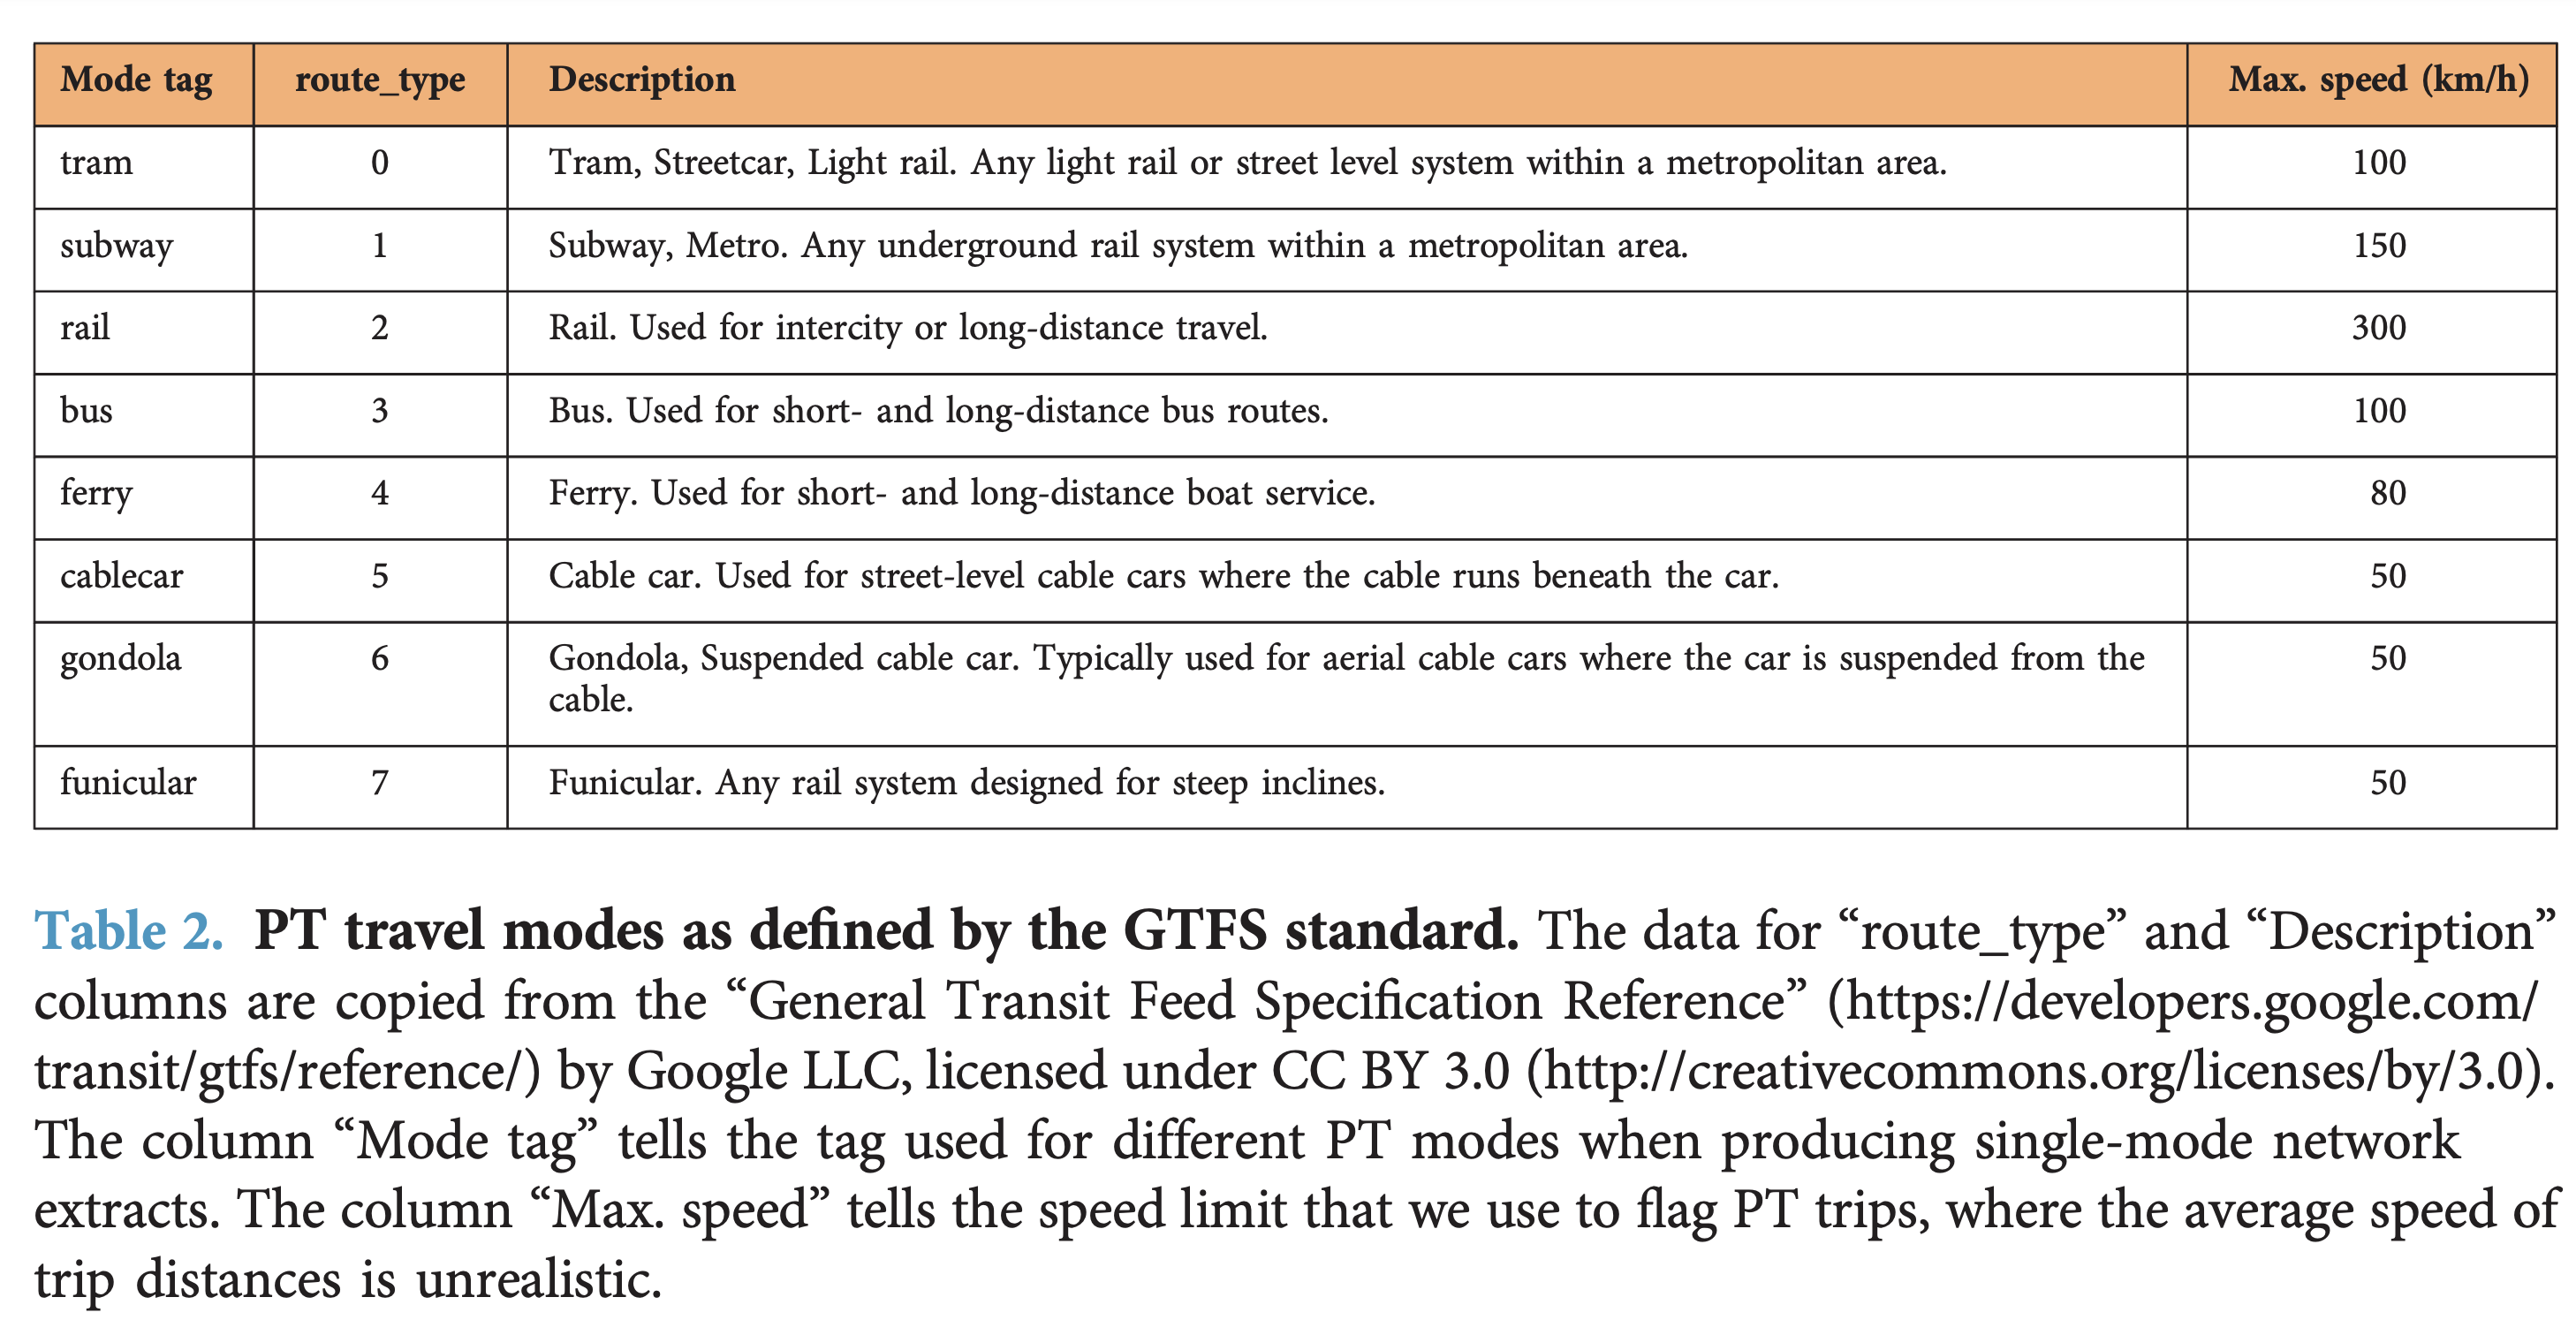 Mode tag route_type Description Max. speed (km/h)
tram 0 Tram, Streetcar, Light rail. Any light rail or street level system within a metropolitan area. 100
subway 1 Subway, Metro. Any underground rail system within a metropolitan area. 150
rail 2 Rail. Used for intercity or long-distance travel. 300
bus 3 Bus. Used for short- and long-distance bus routes. 100
ferry 4 Ferry. Used for short- and long-distance boat service. 80
cablecar 5 Cable car. Used for street-level cable cars where the cable runs beneath the car. 50
gondola 6 Gondola, Suspended cable car. Typically used for aerial cable cars where the car is suspended from the 50
cable.
funicular 7 Funicular. Any rail system designed for steep inclines. 50
Table 2. PT travel modes as defined by the GTFS standard. The data for “route_type” and “Description”
columns are copied from the “General Transit Feed Specification Reference” (https://developers.google.com/
transit/gtfs/reference/) by Google LLC, licensed under CC BY 3.0 (http://creativecommons.org/licenses/by/3.0).
The column “Mode tag” tells the tag used for different PT modes when producing single-mode network
extracts. The column “Max. speed” tells the speed limit that we use to flag PT trips, where the average speed of
trip distances is unrealistic.